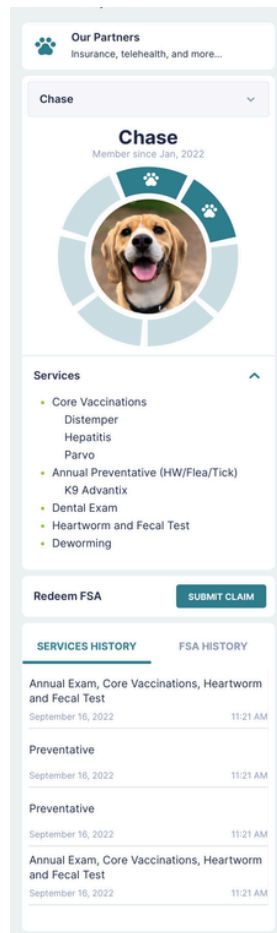 Our Partners
Insurance, telehealth, and more...
Chase
Chase
Member since Jan, 2022
Services
• Core Vaccinations
Distemper
Hepatitis
Parvo
• Annual Preventative (HW/Flea/Tick)
K9 Advantix
• Dental Exam
• Heartworm and Fecal Test
• Deworming
Redeem FSA SUBMIT CLAIM
SERVICES HISTORY FSA HISTORY
Annual Exam, Core Vaccinations, Heartworm
and Fecal Test
September 16, 2022 11:21 AM
Preventative
September 16, 2022 11:21 AM
Preventative
September 16, 2022 11:21 AM
Annual Exam, Core Vaccinations, Heartworm
and Fecal Test
September 16, 2022 11:21 AM